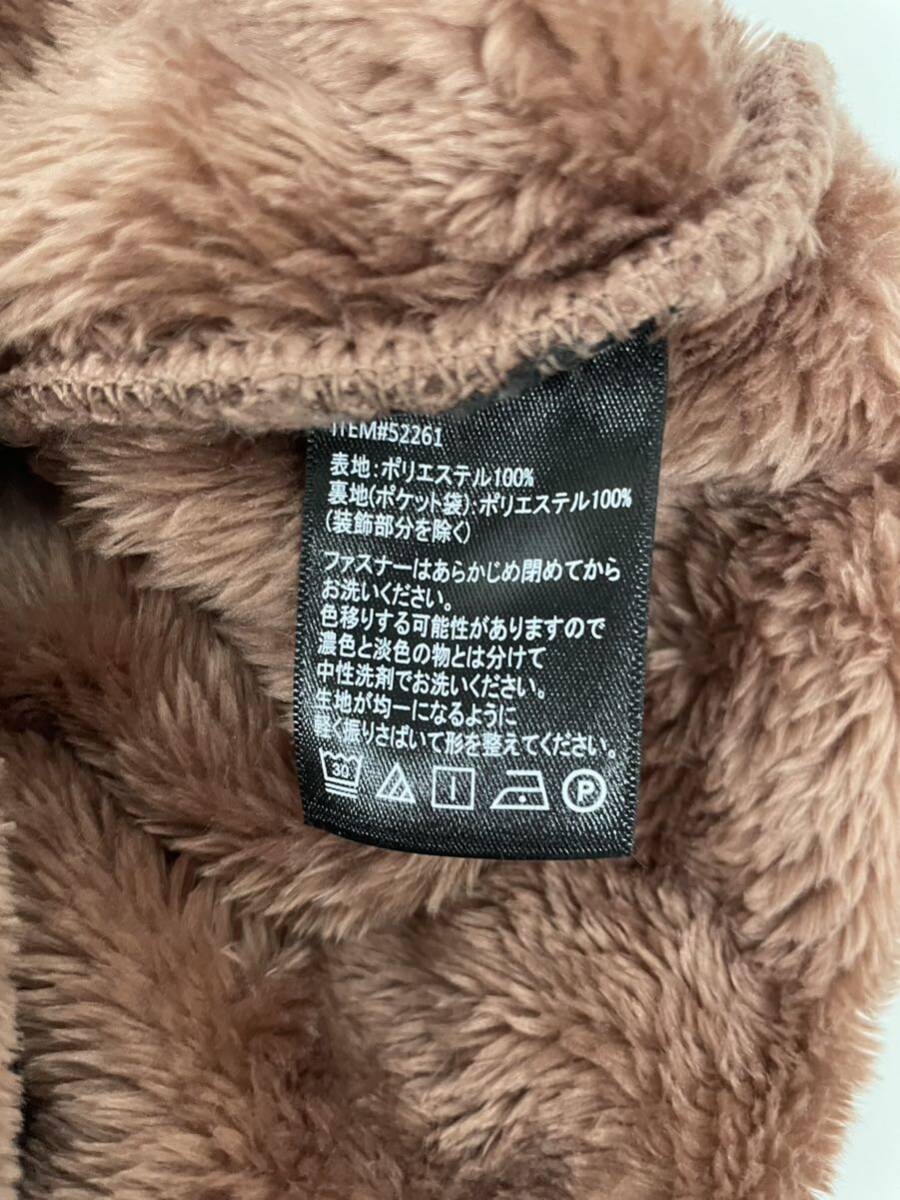 ITEM#52261
表地:ポリエステル100%
裏地(ポケット袋):ポリエステル100%
(装飾部分を除く)
ファスナーはあらかじめ閉めてから
お洗いください。
色移りする可能性がありますので
濃色と淡色の物とは分けて
中性洗剤でお洗いください。
生地が均一になるように
軽く振りさばいて形を整えてください。
30
P